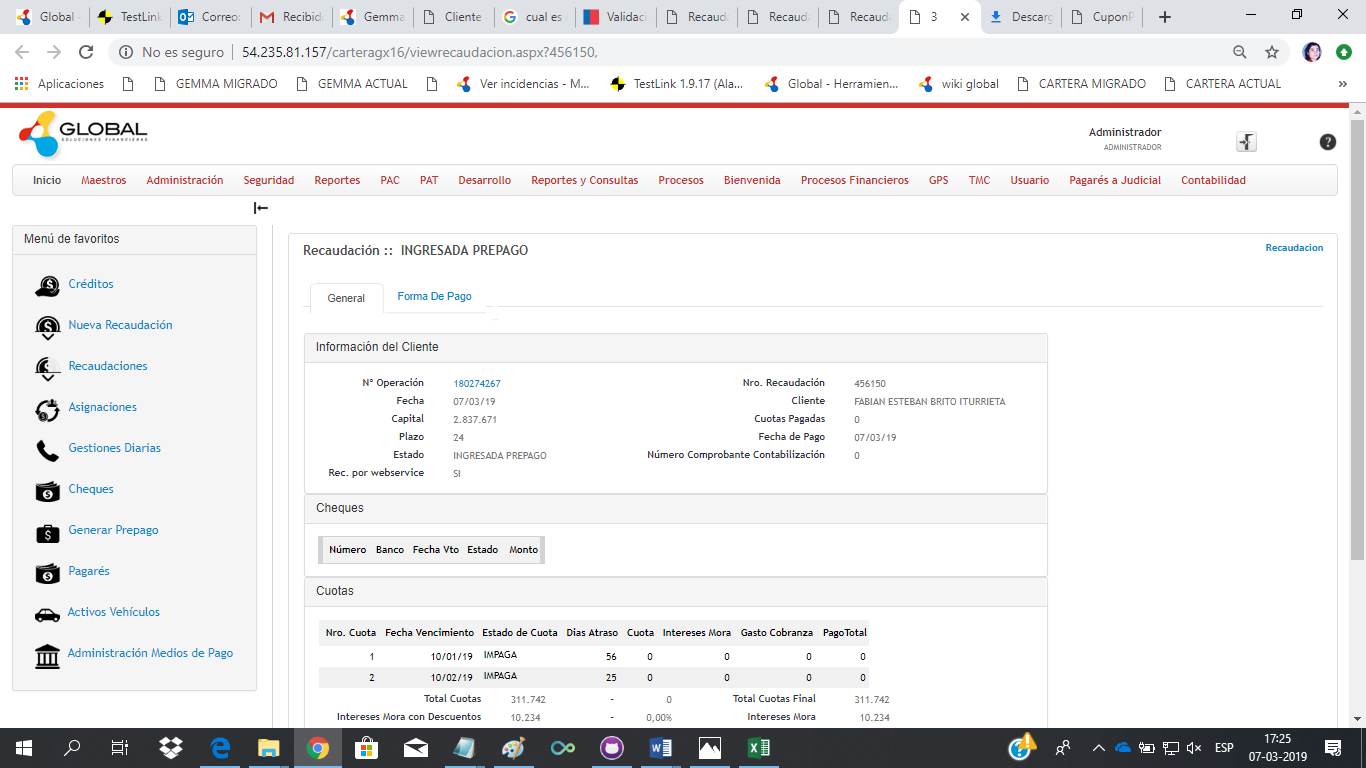 Global
TestLink
Correo:
Recibid
Gemma
Cliente
cual es
Validaci
Recauda
Recauda
Recauda
3
Descarg
CuponP
No es seguro | 54.235.81.157/carteragx16/viewrecaudacion.aspx?456150,
Aplicaciones
GEMMA MIGRADO
GEMMA ACTUAL
Ver incidencias - M...
TestLink 1.9.17 (Ala...
Global - Herramien...
wiki global
CARTERA MIGRADO
CARTERA ACTUAL
»
GLOBAL
SOLUCIONES FINANCIERAS
Administrador
ADMINISTRADOR
?
Inicio Maestros Administración Seguridad Reportes PAC PAT Desarrollo Reportes y Consultas Procesos Bienvenida Procesos Financieros GPS TMC Usuario Pagarés a Judicial Contabilidad
Menú de favoritos
Créditos
Nueva Recaudación
Recaudaciones
Asignaciones
Gestiones Diarias
Cheques
Generar Prepago
Pagarés
Activos Vehículos
Administración Medios de Pago
Recaudación :: INGRESADA PREPAGO
Recaudacion
General
Forma De Pago
Información del Cliente
N° Operación 180274267 Nro. Recaudación 456150
Fecha 07/03/19 Cliente FABIAN ESTEBAN BRITO ITURRIETA
Capital 2.837.671 Cuotas Pagadas 0
Plazo 24 Fecha de Pago 07/03/19
Estado INGRESADA PREPAGO Número Comprobante Contabilización 0
Rec. por webservice SI
Cheques
Número Banco Fecha Vto Estado Monto
Cuotas
Nro. Cuota Fecha Vencimiento Estado de Cuota Dias Atraso Cuota Intereses Mora Gasto Cobranza PagoTotal
1 10/01/19 IMPAGA 56 0 0 0 0
2 10/02/19 IMPAGA 25 0 0 0 0
Total Cuotas 311.742 - 0 Total Cuotas Final 311.742
Intereses Mora con Descuentos 10.234 - 0,00% Intereses Mora 10.234
ESP
17:25
07-03-2019